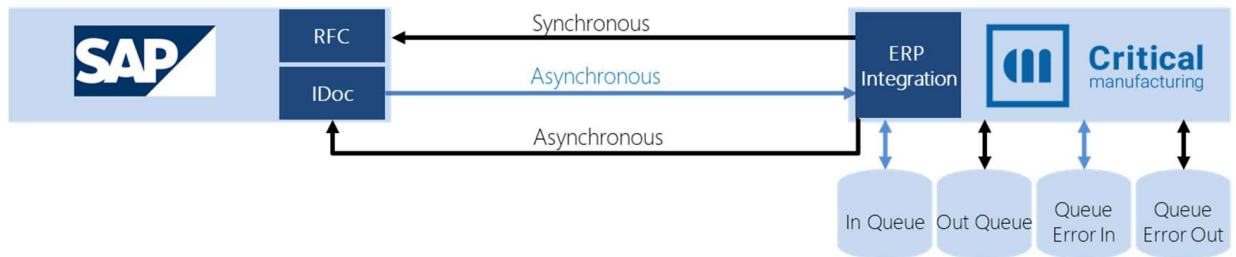 SAP
RFC
IDoc
Synchronous
Asynchronous
Asynchronous
ERP
Integration
Critical
manufacturing
In Queue
Out Queue
Queue
Error In
Queue
Error Out